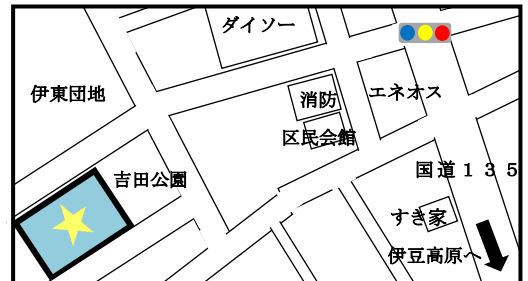 ダイソー
伊東団地
消防
エネオス
区民会館
吉田公園
国道１３５
すき家
伊豆高原へ